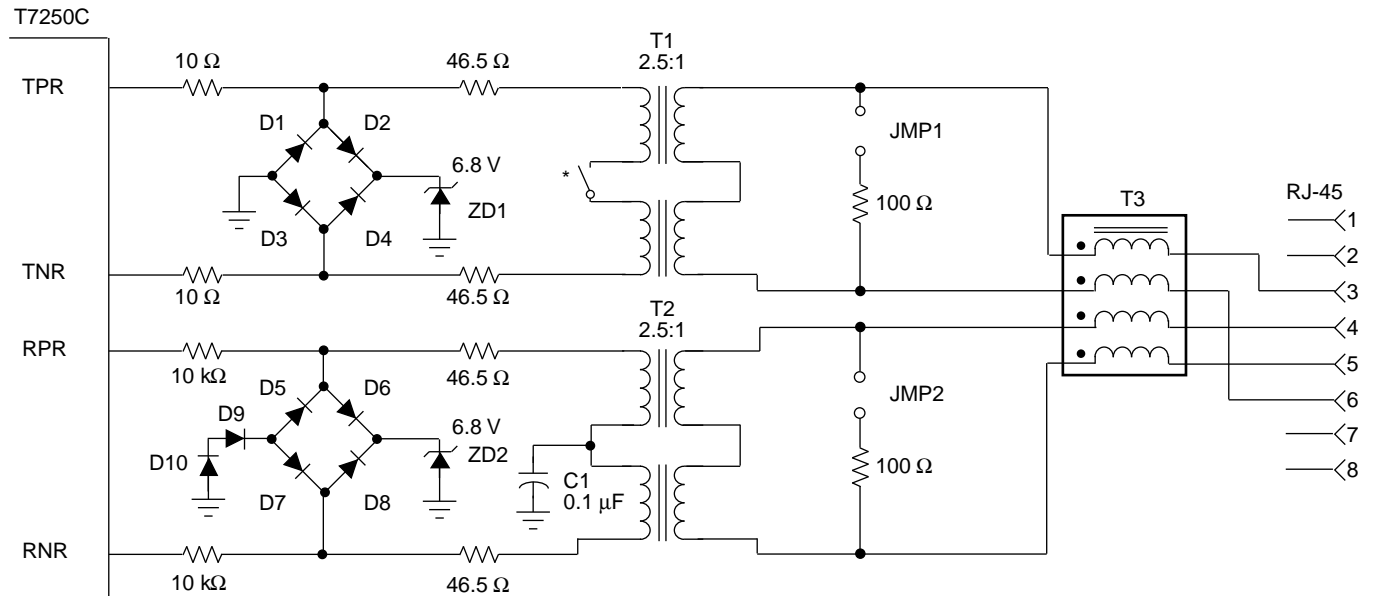 T7250C
T1
2.5:1
10 Ω
46.5 Ω
TPR
D1
D2
JMP1
6.8 V
*
ZD1
100 Ω
RJ-45
T3
D3
D4
1
2
TNR
10 Ω
46.5 Ω
3
T2
2.5:1
4
RPR
5
10 kΩ
46.5 Ω
D5
D6
JMP2
6
D9
6.8 V
7
D10
ZD2
100 Ω
8
C1
0.1 µF
D7
D8
RNR
10 kΩ
46.5 Ω